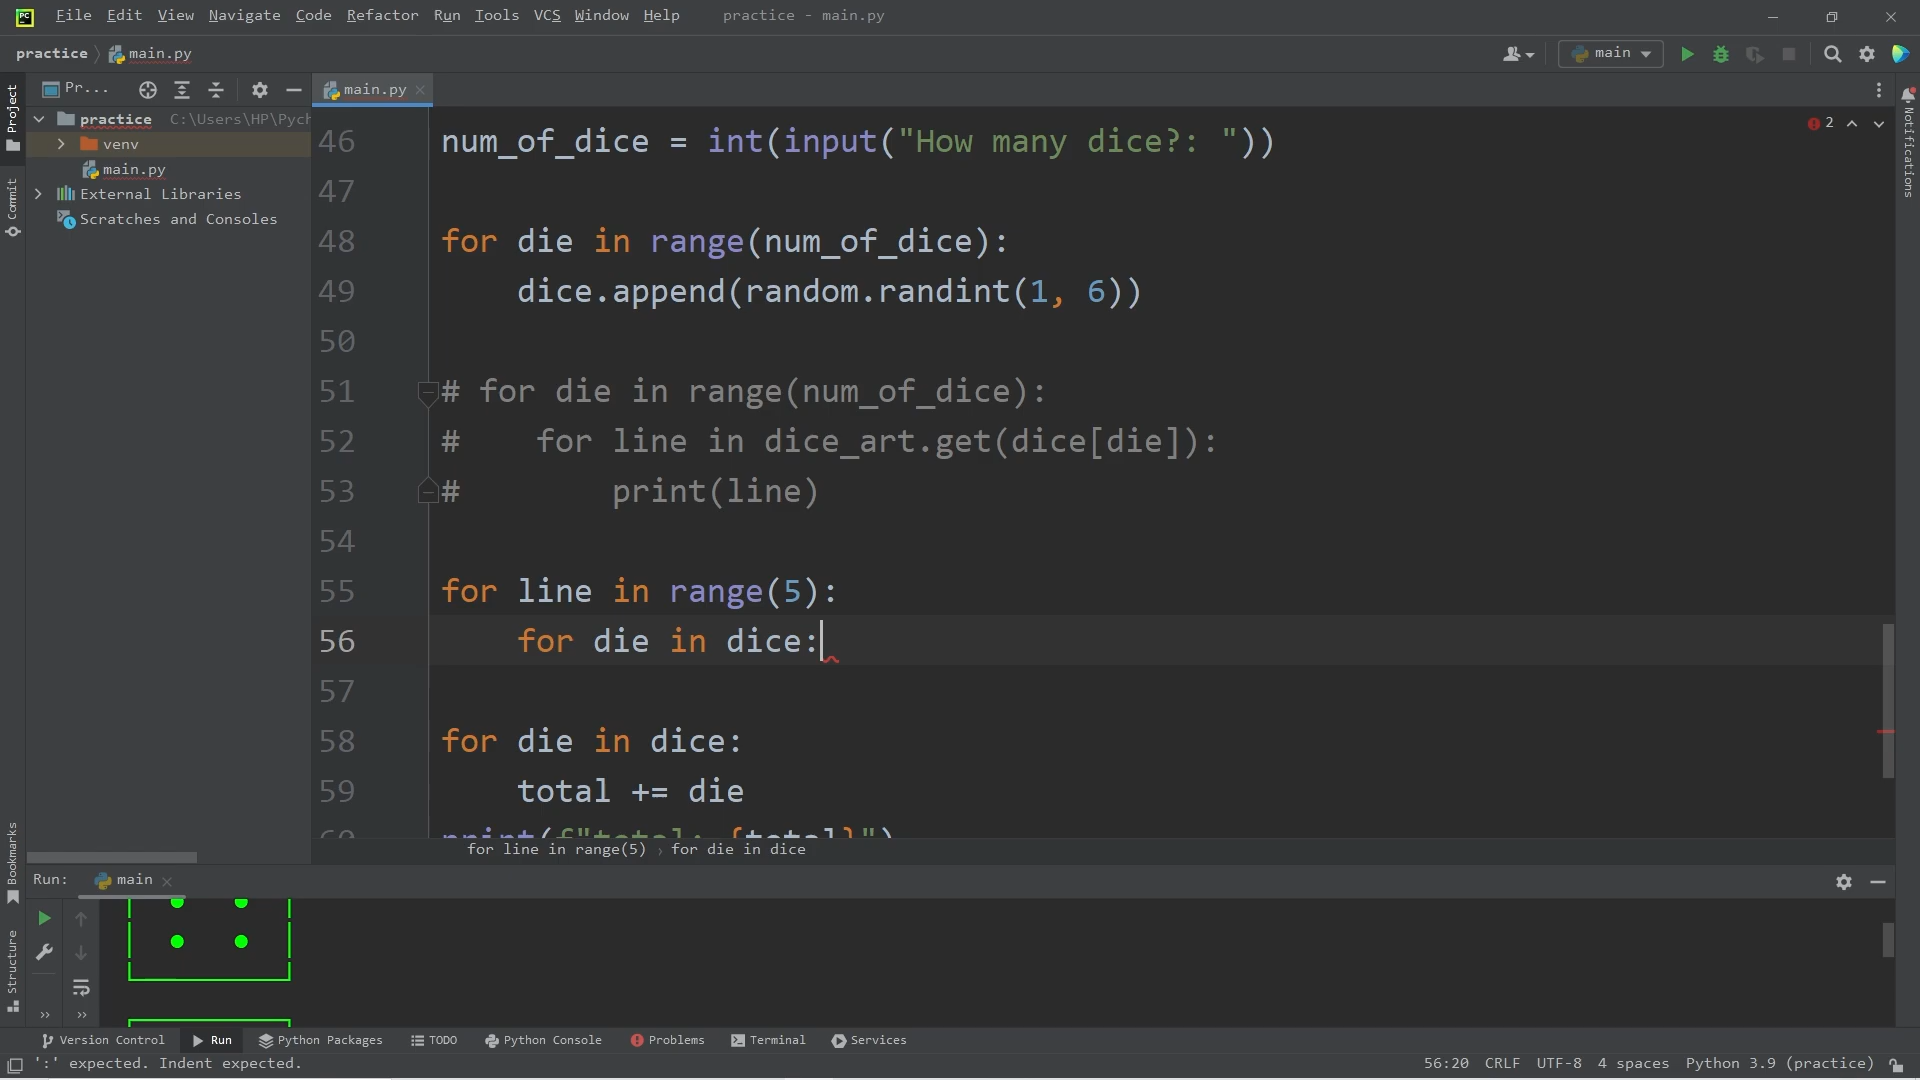 PC File Edit View Navigate Code Refactor Run Tools VCS Window Help practice - main.py
practice main.py main
Pr... main.py
Project
Commit
practice C:\Users\HP\Pych
venv
main.py
External Libraries
Scratches and Consoles
2
Notifications
46 num_of_dice = int(input("How many dice?: "))
47
48 for die in range(num_of_dice):
49 dice.append(random.randint(1, 6))
50
51 # for die in range(num_of_dice):
52 # for line in dice_art.get(dice[die]):
53 # print(line)
54
55 for line in range(5):
56 for die in dice:
57
58 for die in dice:
59 total += die
60 print(f"total: {total}")
for line in range(5) › for die in dice
Bookmarks
Structure
Run: main
Version Control Run Python Packages TODO Python Console Problems Terminal Services
':' expected. Indent expected. 56:20 CRLF UTF-8 4 spaces Python 3.9 (practice)